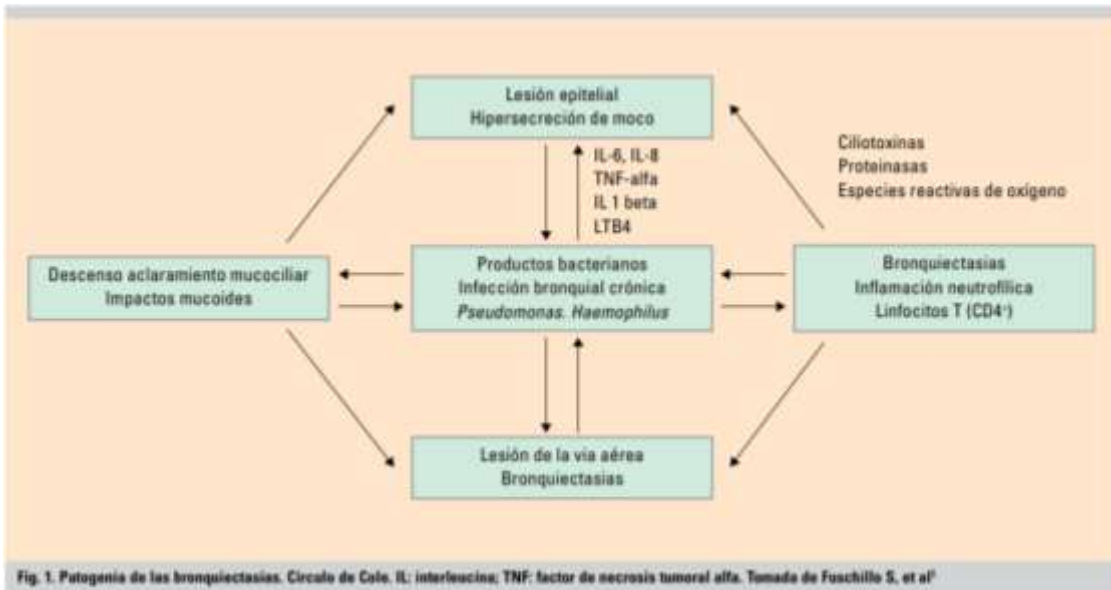 Lesión epitelial
Hipersecreción de moco
IL-6, IL-8
TNF-alfa
IL 1 beta
LTB4
Ciliotoxinas
Proteinasas
Especies reactivas de oxígeno
Descenso aclaramiento mucociliar
Impactos mucoides
Productos bacterianos
Infección bronquial crónica
Pseudomonas. Haemophilus
Bronquiectasias
Inflamación neutrofílica
Linfocitos T (CD4⁺)
Lesión de la vía aérea
Bronquiectasias
Fig. 1. Patogenia de las bronquiectasias. Círculo de Cole. IL: interleucina; TNF: factor de necrosis tumoral alfa. Tomada de Fuschillo S, et al